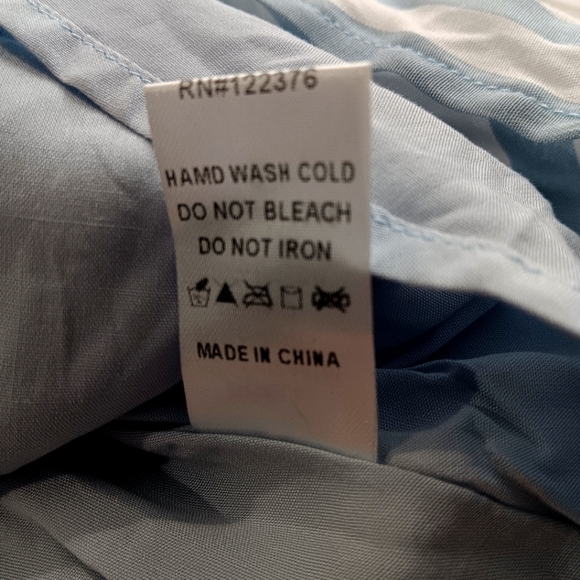 RN#122376
HAMD WASH COLD
DO NOT BLEACH
DO NOT IRON
MADE IN CHINA